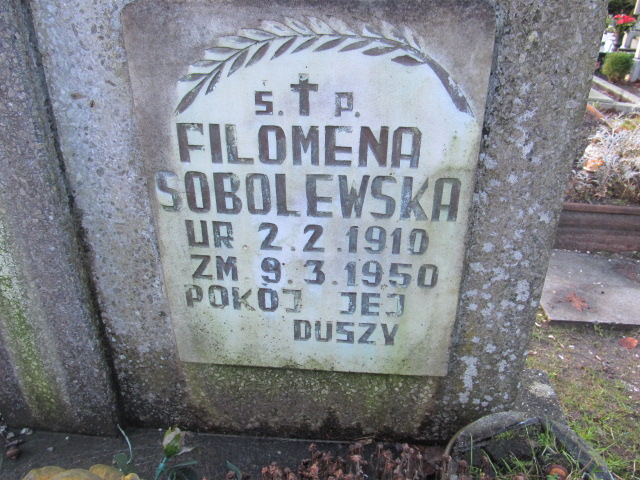 s. † p.
FILOMENA
SOBOLEWSKA
UR 2.2.1910
ZM 9.3.1950
POKÓJ JEJ
DUSZY